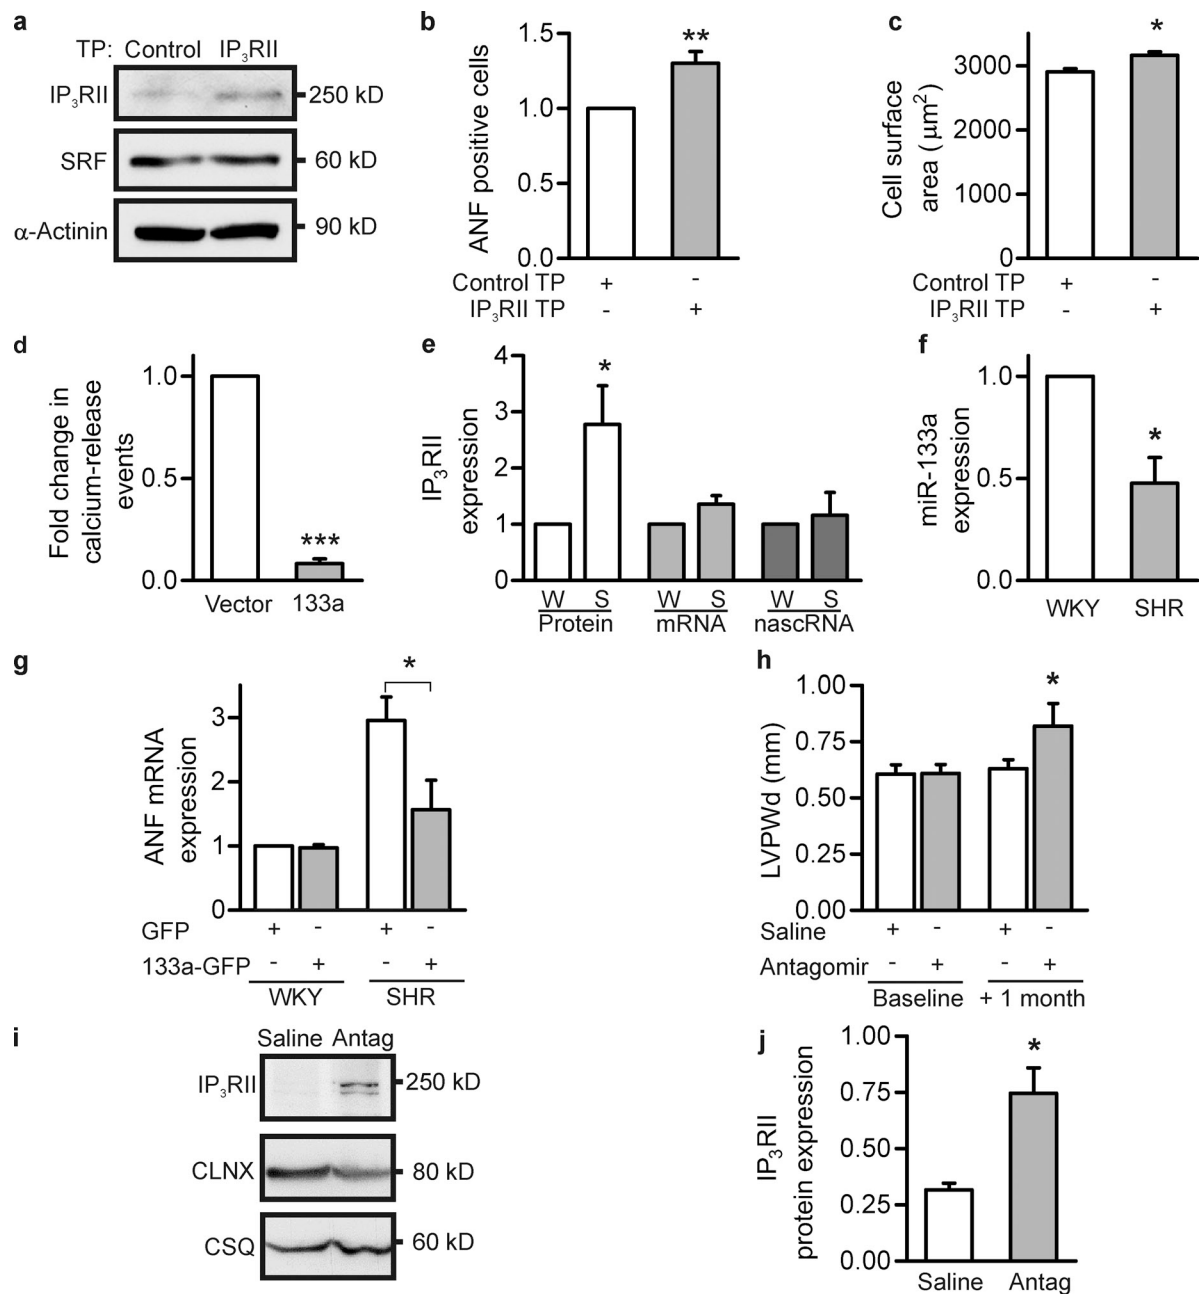 a
TP: Control IP3RII
IP3RII 250 kD
SRF 60 kD
α-Actinin 90 kD
b
ANF positive cells
1.5
**
1.0
0.5
0.0
Control TP + -
IP3RII TP - +
c
Cell surface
area (μm2)
*
3000
2000
1000
0
Control TP + -
IP3RII TP - +
d
Fold change in
calcium-release
events
1.0
0.5
***
0.0
Vector 133a
e
IP3RII
expression
4
*
3
2
1
0
W S W S W S
Protein mRNA nascRNA
f
miR-133a
expression
1.0
*
0.5
0.0
WKY SHR
g
ANF mRNA
expression
*
3
2
1
0
GFP + - + -
133a-GFP - + - +
WKY SHR
h
LVPWd (mm)
1.00
*
0.75
0.50
0.25
0.00
Saline + - + -
Antagomir - + - +
Baseline + 1 month
i
Saline Antag
IP3RII 250 kD
CLNX 80 kD
CSQ 60 kD
j
IP3RII
protein expression
1.00
*
0.75
0.50
0.25
0.00
Saline Antag